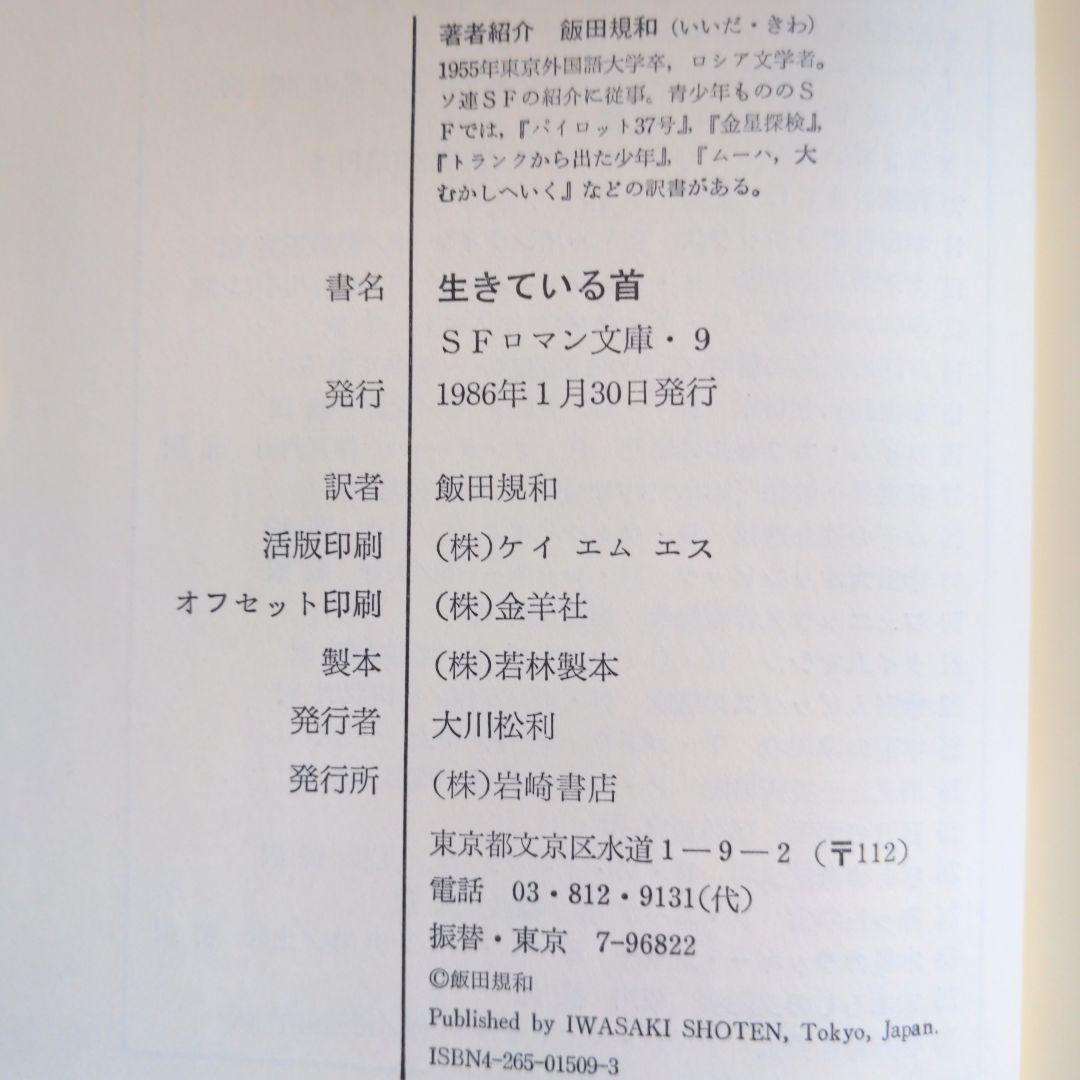 著者紹介　飯田規和（いいだ・きわ）
1955年東京外国語大学卒，ロシア文学者。
ソ連ＳＦの紹介に従事。青少年もののＳ
Ｆでは，『パイロット37号』，『金星探検』，
『トランクから出た少年』，『ムーハ，大
むかしへいく』などの訳書がある。
書名　生きている首
ＳＦロマン文庫・９
発行　1986年１月30日発行
訳者　飯田規和
活版印刷　(株)ケイ エム エス
オフセット印刷　(株)金羊社
製本　(株)若林製本
発行者　大川松利
発行所　(株)岩崎書店
東京都文京区水道１―９―２（〒112）
電話　03・812・9131(代)
振替・東京　7-96822
©飯田規和
Published by IWASAKI SHOTEN, Tokyo, Japan.
ISBN4-265-01509-3